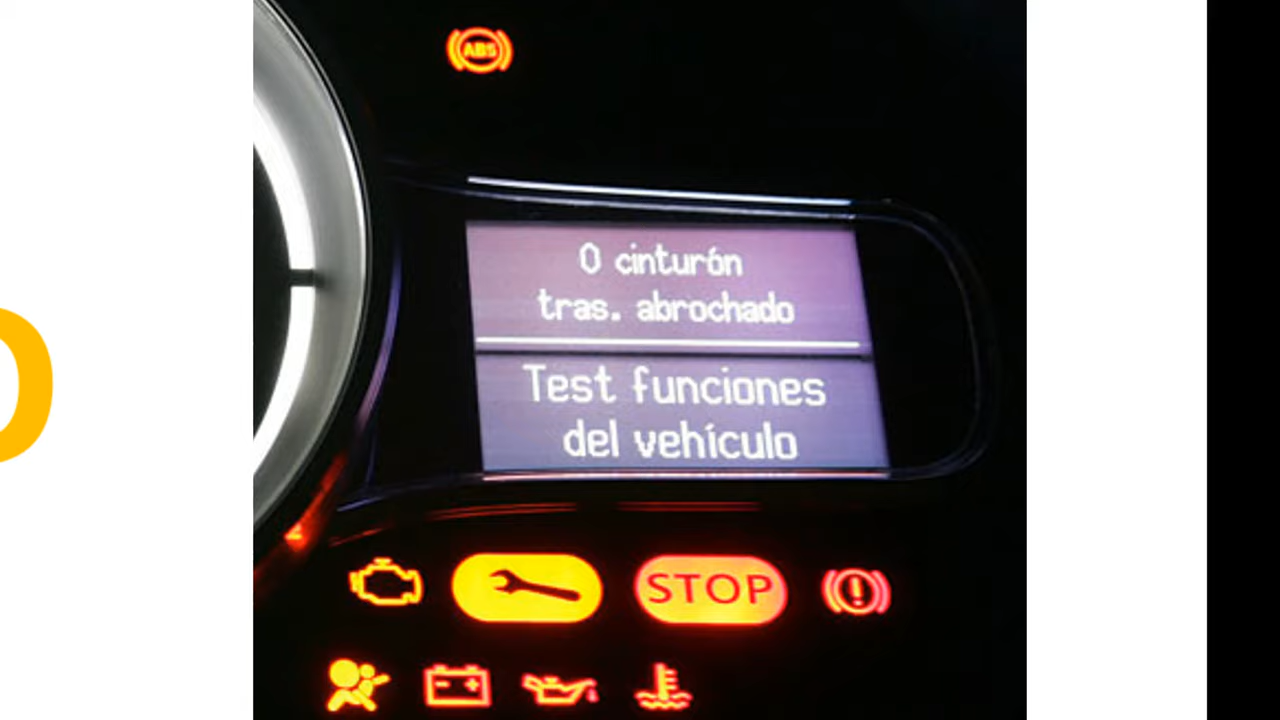 ABS
0 cinturón
tras. abrochado
Test funciones
del vehículo
STOP